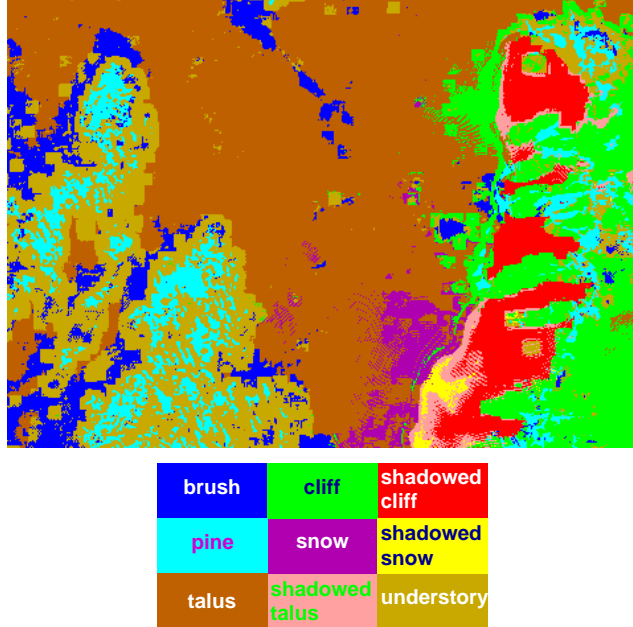 brush
cliff
shadowed
cliff
pine
snow
shadowed
snow
talus
shadowed
talus
understory